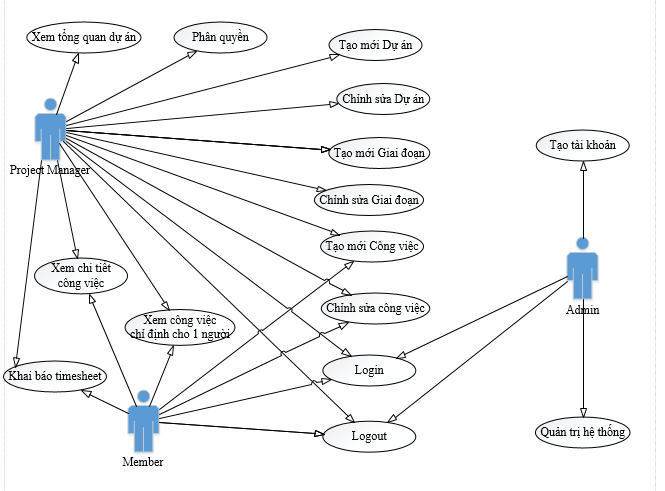 Xem tổng quan dự án
Phân quyền
Tạo mới Dự án
Chỉnh sửa Dự án
Tạo mới Giai đoạn
Tạo tài khoản
Project Manager
Chỉnh sửa Giai đoạn
Tạo mới Công việc
Xem chi tiết
công việc
Chỉnh sửa công việc
Admin
Xem công việc
chỉ định cho 1 người
Login
Khai báo timesheet
Logout
Quản trị hệ thống
Member